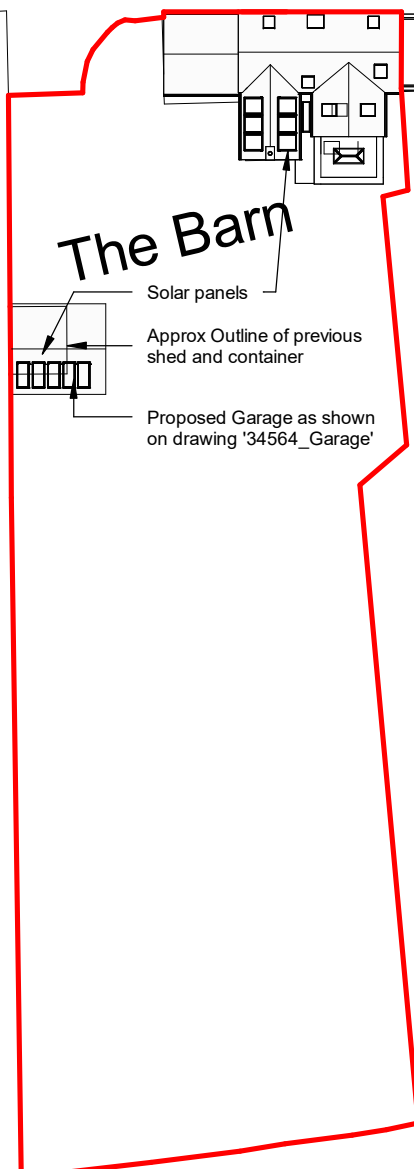 The Barn
Solar panels
Approx Outline of previous
shed and container
Proposed Garage as shown
on drawing '34564_Garage'